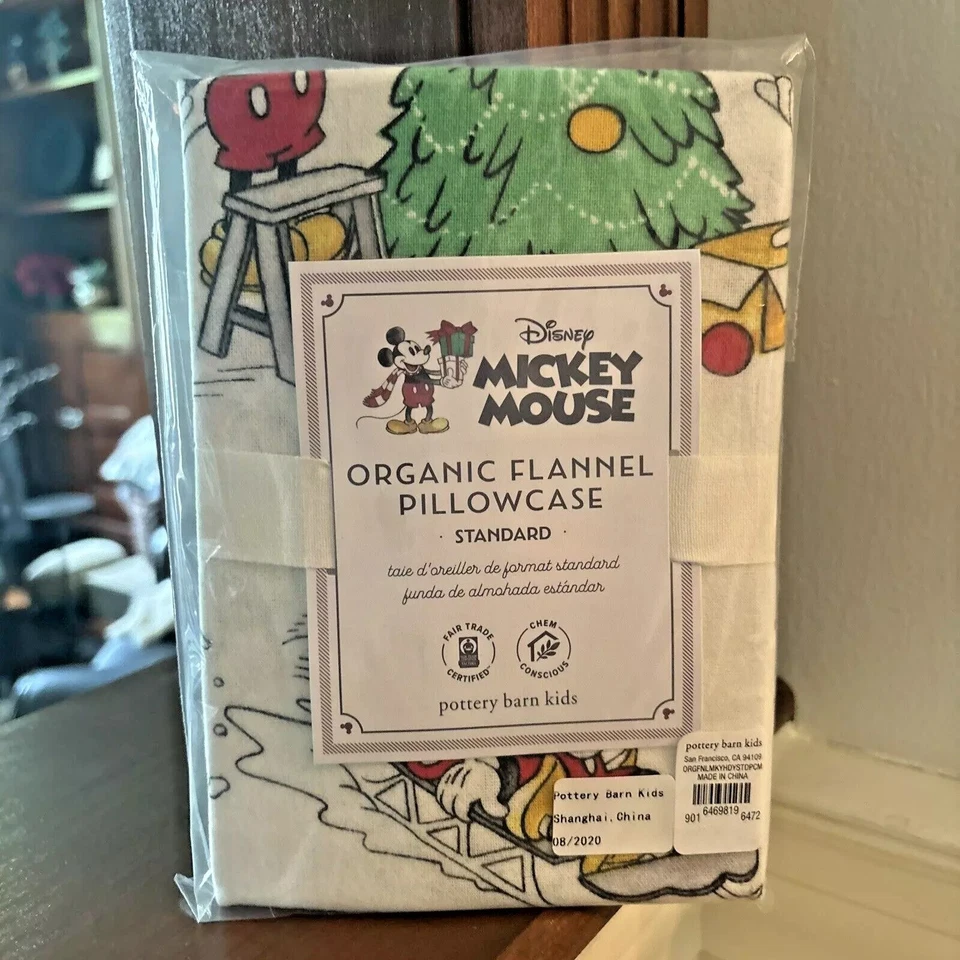 Disney
MICKEY
MOUSE
ORGANIC FLANNEL
PILLOWCASE
· STANDARD ·
taie d'oreiller de format standard
funda de almohada estándar
FAIR TRADE
CERTIFIED
CHEM
CONSCIOUS
pottery barn kids
pottery barn kids
San Francisco, CA 94109
ORGFNLMKYHDYSTDPCM
MADE IN CHINA
6469819
901 6472
Pottery Barn Kids
Shanghai, China
08/2020